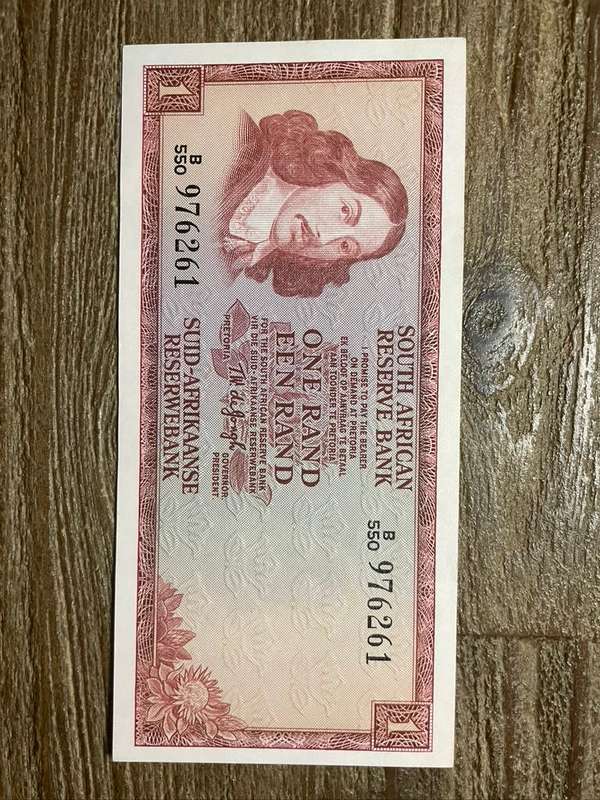 1
SOUTH AFRICAN
RESERVE BANK
I PROMISE TO PAY THE BEARER
ON DEMAND AT PRETORIA
EK BELOOF OP AANVRAAG TE BETAAL
AAN TOONDER TE PRETORIA
ONE RAND
EEN RAND
FOR THE SOUTH AFRICAN RESERVE BANK
VIR DIE SUID-AFRIKAANSE RESERWEBANK
PRETORIA
GOVERNOR
PRESIDENT.
SUID-AFRIKAANSE
RESERWEBANK
B
550 976261
B
550 976261
1